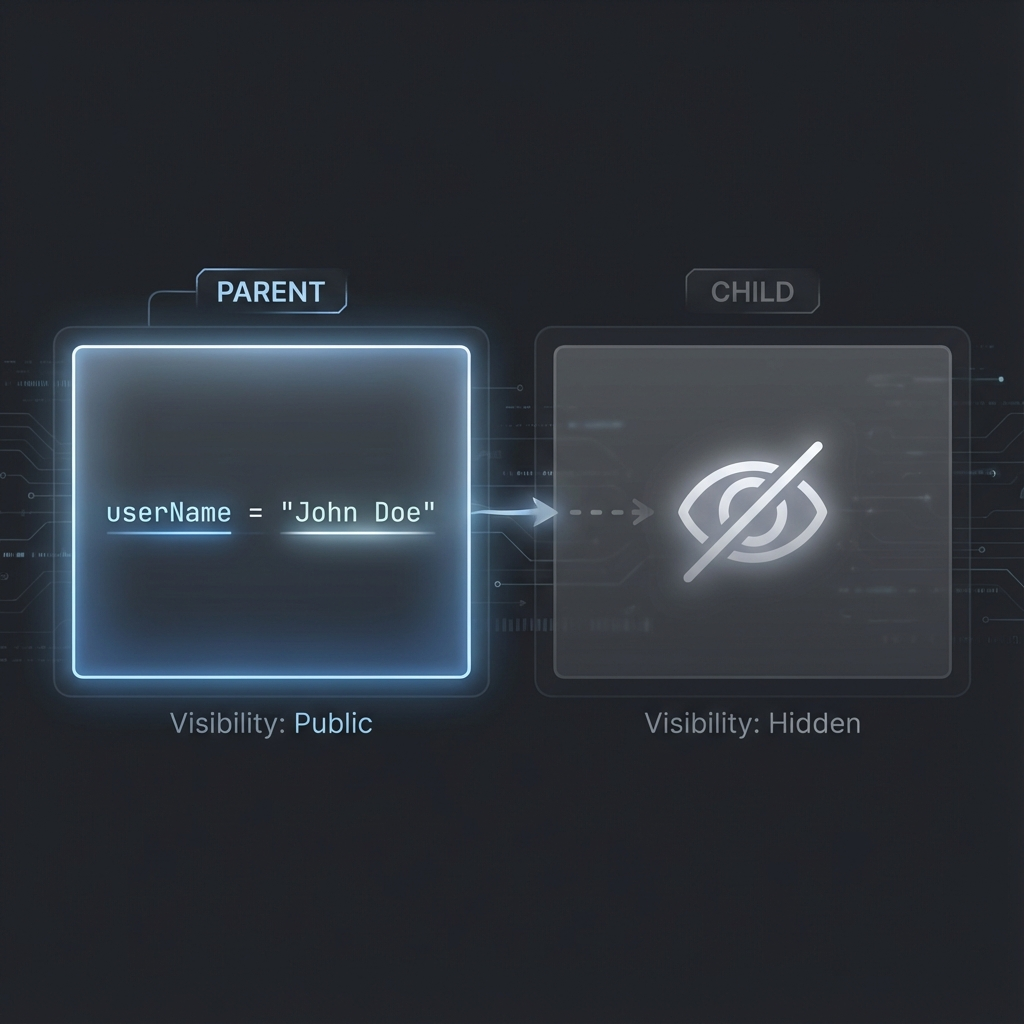 PARENT
CHILD
userName = "John Doe"
Visibility: Public
Visibility: Hidden